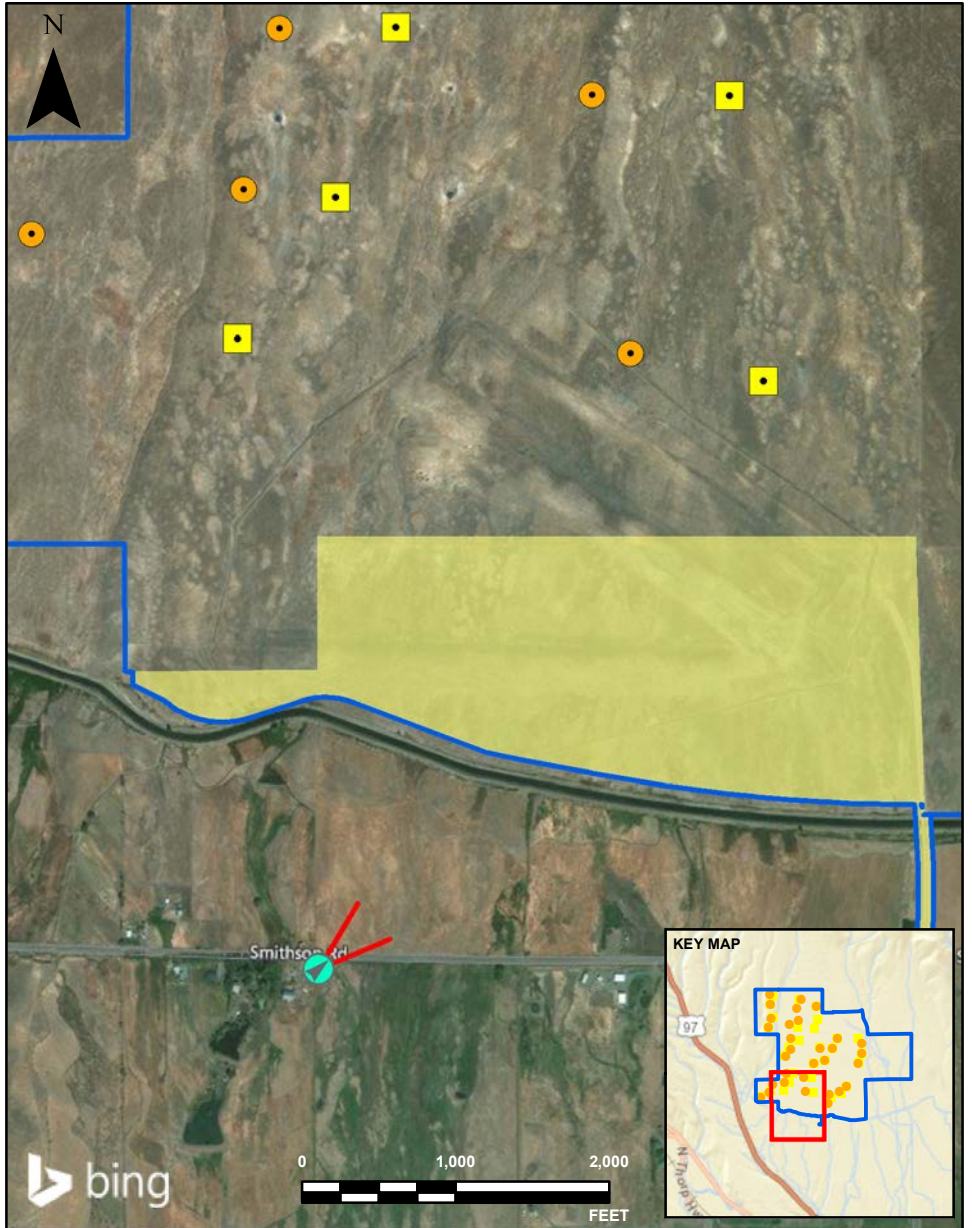 N
Smithson Rd
S
KEY MAP
97
N Thorp H
bing
0 1,000 2,000
FEET